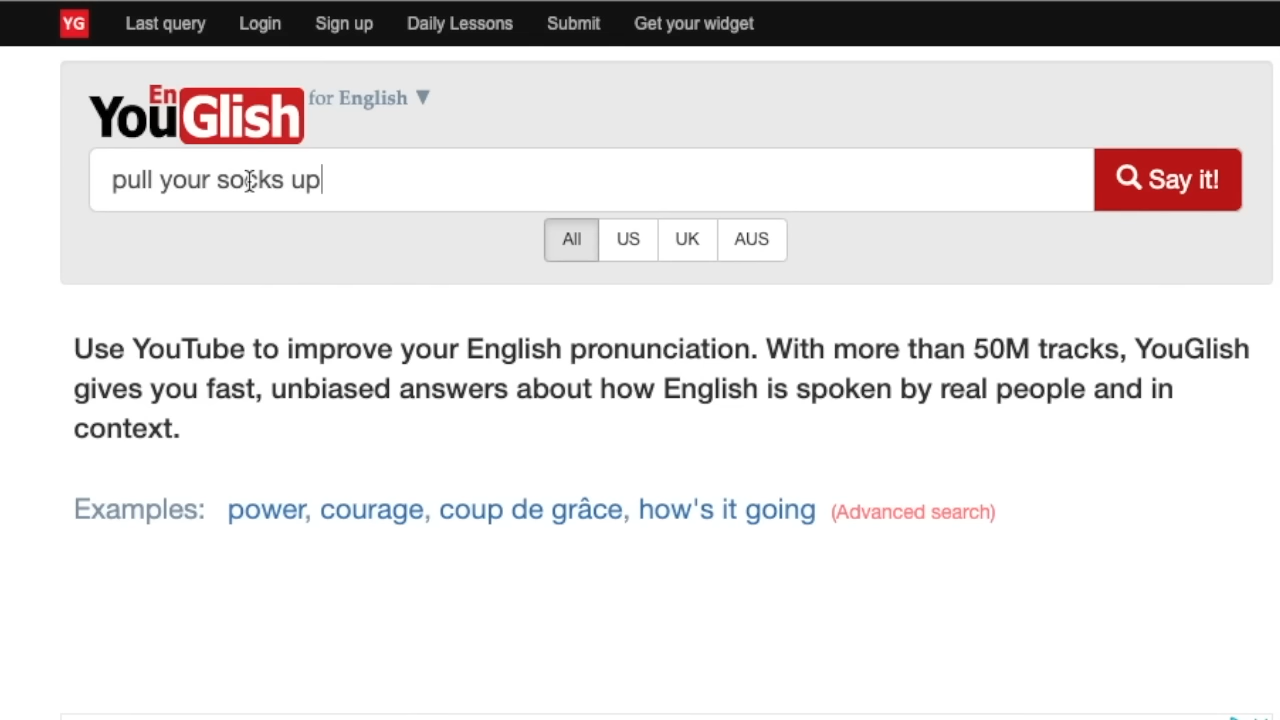 YG Last query Login Sign up Daily Lessons Submit Get your widget
YouGlish En for English ▼
pull your socks up Say it!
All US UK AUS
Use YouTube to improve your English pronunciation. With more than 50M tracks, YouGlish
gives you fast, unbiased answers about how English is spoken by real people and in
context.
Examples: power, courage, coup de grâce, how's it going (Advanced search)